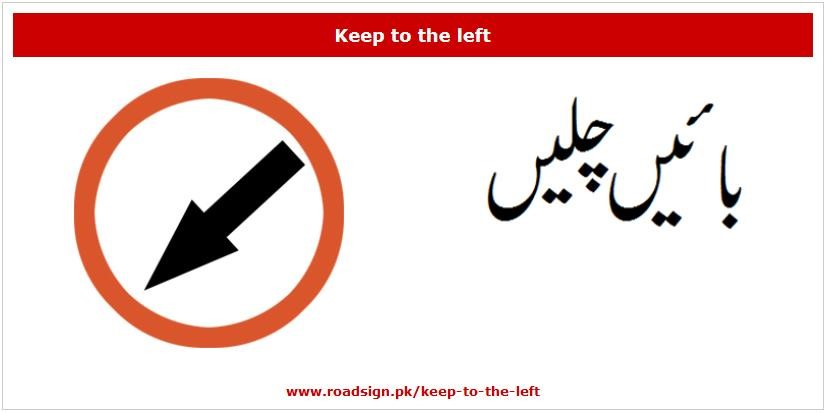 Keep to the left
بائیں چلیں
www.roadsign.pk/keep-to-the-left